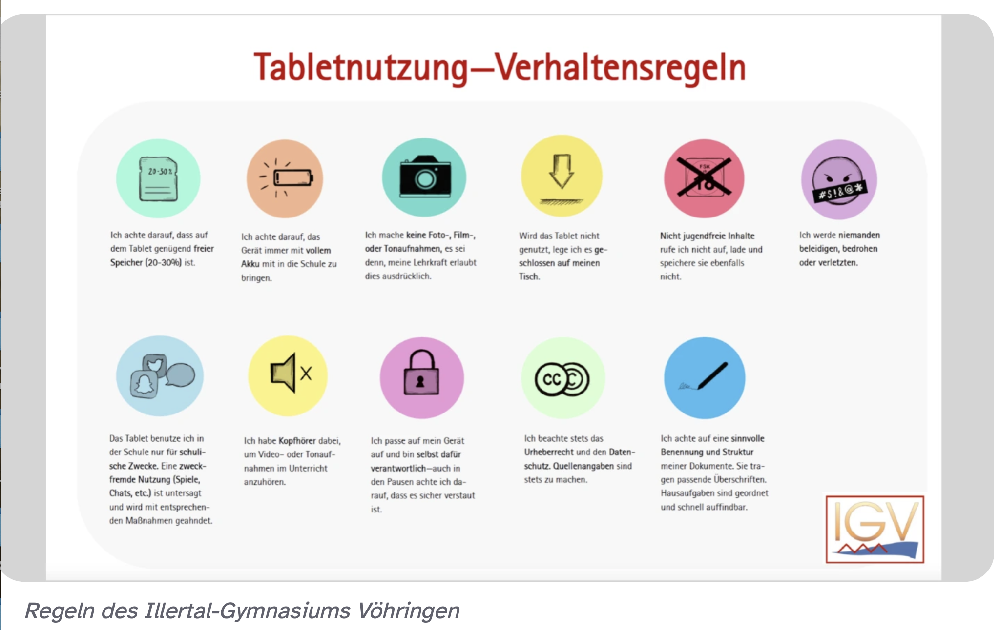 Tabletnutzung—Verhaltensregeln
20-30%
FSK
ab
18
#$!&@*
Ich achte darauf, dass auf
dem Tablet genügend freier
Speicher (20-30%) ist.
Ich achte darauf, das
Gerät immer mit vollem
Akku mit in die Schule zu
bringen.
Ich mache keine Foto-, Film-,
oder Tonaufnahmen, es sei
denn, meine Lehrkraft erlaubt
dies ausdrücklich.
Wird das Tablet nicht
genutzt, lege ich es ge-
schlossen auf meinen
Tisch.
Nicht jugendfreie Inhalte
rufe ich nicht auf, lade und
speichere sie ebenfalls
nicht.
Ich werde niemanden
beleidigen, bedrohen
oder verletzten.
CC C
Das Tablet benutze ich in
der Schule nur für schuli-
sche Zwecke. Eine zweck-
fremde Nutzung (Spiele,
Chats, etc.) ist untersagt
und wird mit entsprechen-
den Maßnahmen geahndet.
Ich habe Kopfhörer dabei,
um Video- oder Tonauf-
nahmen im Unterricht
anzuhören.
Ich passe auf mein Gerät
auf und bin selbst dafür
verantwortlich—auch in
den Pausen achte ich da-
rauf, dass es sicher verstaut
ist.
Ich beachte stets das
Urheberrecht und den Daten-
schutz. Quellenangaben sind
stets zu machen.
Ich achte auf eine sinnvolle
Benennung und Struktur
meiner Dokumente. Sie tra-
gen passende Überschriften.
Hausaufgaben sind geordnet
und schnell auffindbar.
IGV
Regeln des Illertal-Gymnasiums Vöhringen